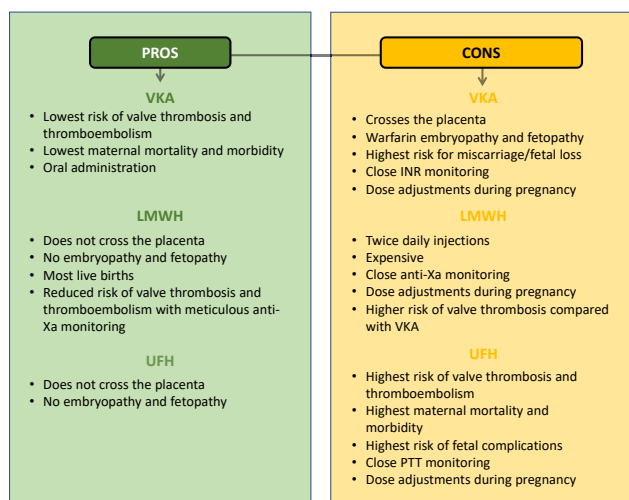 PROS
VKA
• Lowest risk of valve thrombosis and
thromboembolism
• Lowest maternal mortality and morbidity
• Oral administration
LMWH
• Does not cross the placenta
• No embryopathy and fetopathy
• Most live births
• Reduced risk of valve thrombosis and
thromboembolism with meticulous anti-
Xa monitoring
UFH
• Does not cross the placenta
• No embryopathy and fetopathy
CONS
VKA
• Crosses the placenta
• Warfarin embryopathy and fetopathy
• Highest risk for miscarriage/fetal loss
• Close INR monitoring
• Dose adjustments during pregnancy
LMWH
• Twice daily injections
• Expensive
• Close anti-Xa monitoring
• Dose adjustments during pregnancy
• Higher risk of valve thrombosis compared
with VKA
UFH
• Highest risk of valve thrombosis and
thromboembolism
• Highest maternal mortality and
morbidity
• Highest risk of fetal complications
• Close PTT monitoring
• Dose adjustments during pregnancy